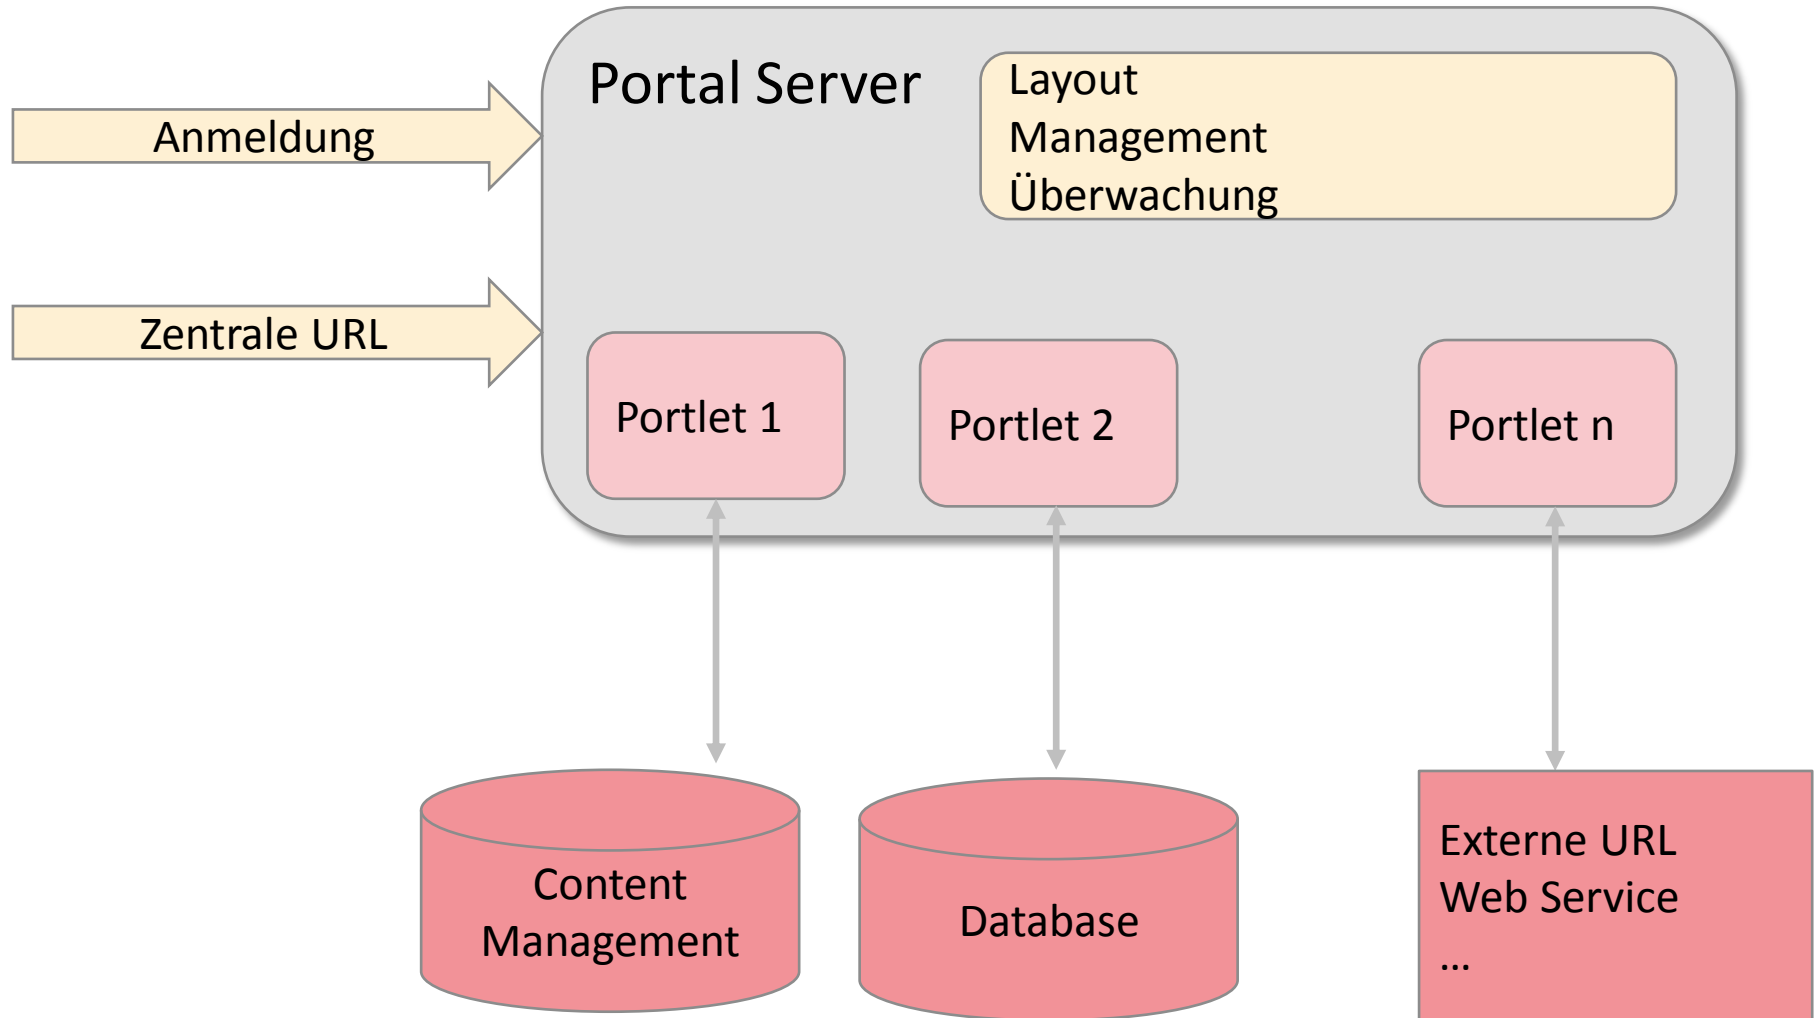 Portal Server
Layout
Management
Überwachung
Anmeldung
Zentrale URL
Portlet 1
Portlet 2
Portlet n
Content
Management
Database
Externe URL
Web Service
…